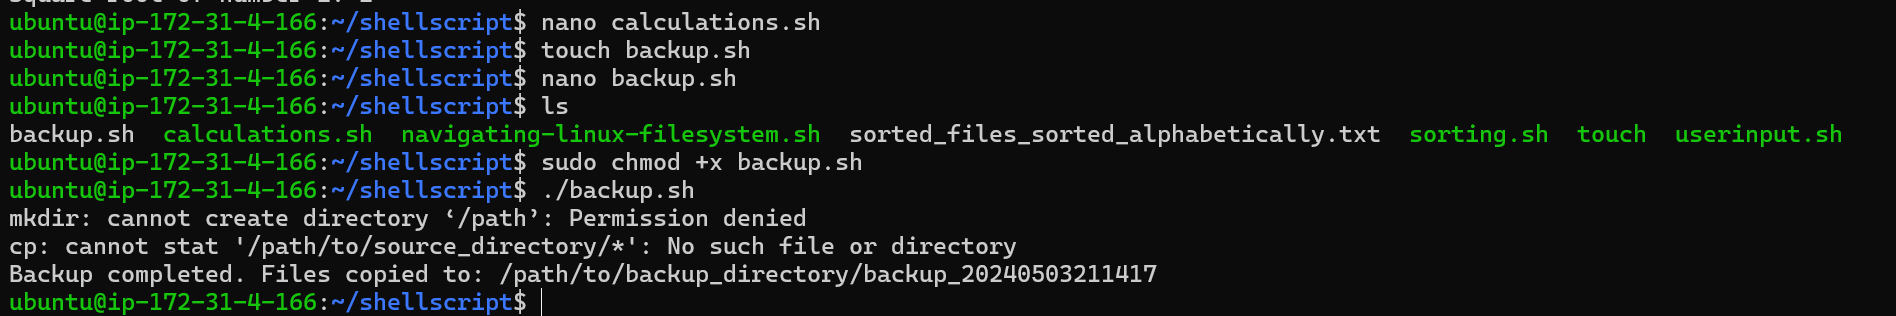 ubuntu@ip-172-31-4-166:~/shellscript$ nano calculations.sh
ubuntu@ip-172-31-4-166:~/shellscript$ touch backup.sh
ubuntu@ip-172-31-4-166:~/shellscript$ nano backup.sh
ubuntu@ip-172-31-4-166:~/shellscript$ ls
backup.sh  calculations.sh  navigating-linux-filesystem.sh  sorted_files_sorted_alphabetically.txt  sorting.sh  touch  userinput.sh
ubuntu@ip-172-31-4-166:~/shellscript$ sudo chmod +x backup.sh
ubuntu@ip-172-31-4-166:~/shellscript$ ./backup.sh
mkdir: cannot create directory ‘/path’: Permission denied
cp: cannot stat '/path/to/source_directory/*': No such file or directory
Backup completed. Files copied to: /path/to/backup_directory/backup_20240503211417
ubuntu@ip-172-31-4-166:~/shellscript$